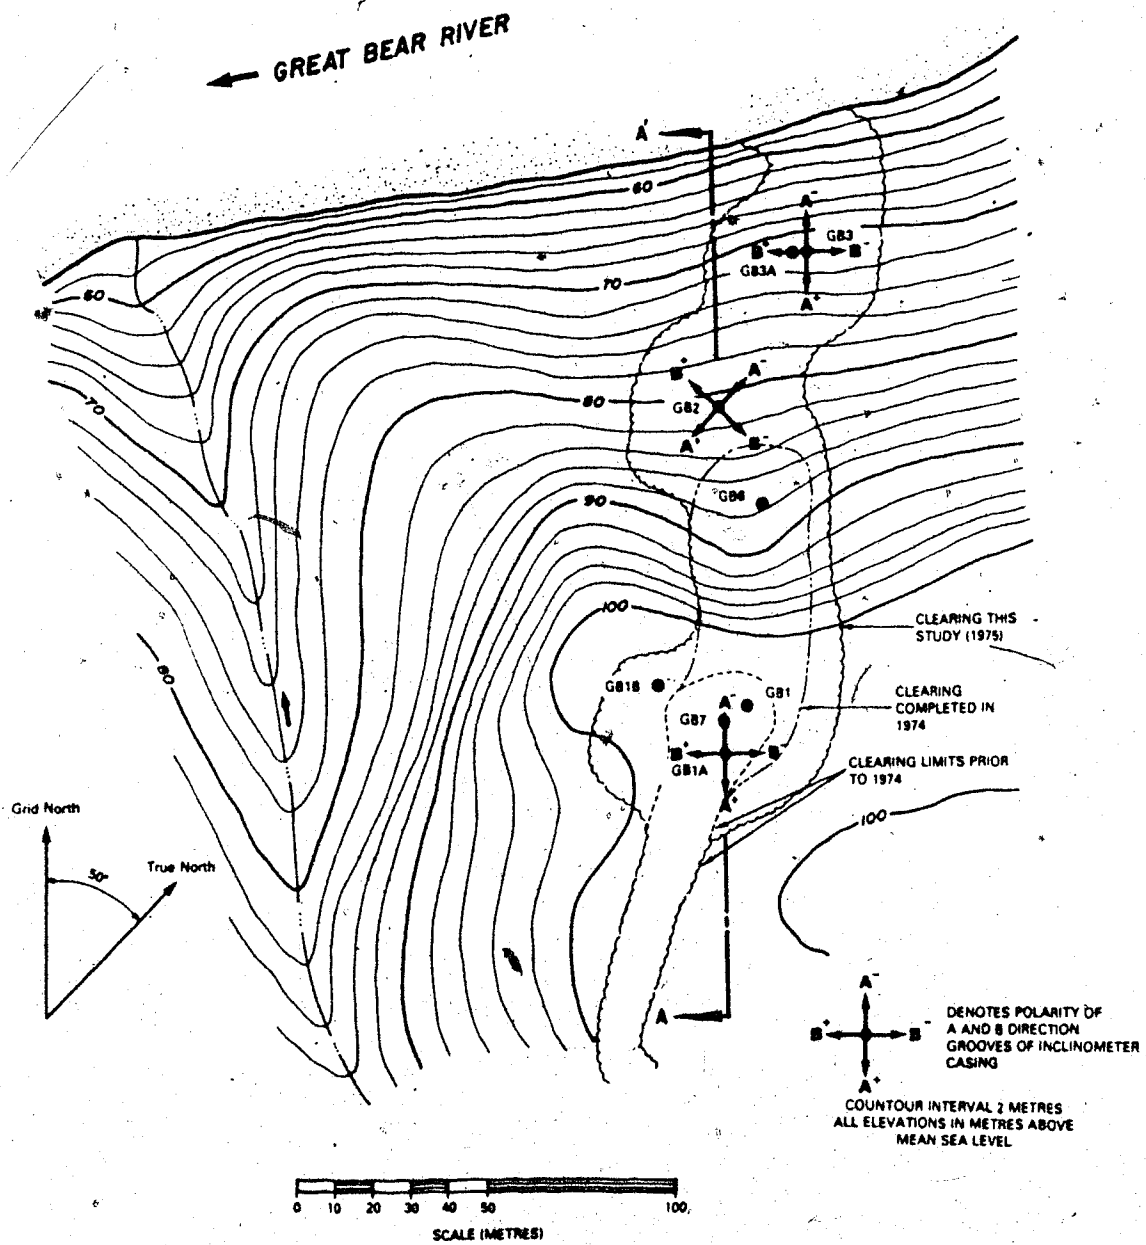 GREAT BEAR RIVER
A'
60
A⁻
GB3
B⁺
B⁻
GB3A
A⁺
70
60
B⁺
A⁻
80
GB2
A⁺
B⁻
70
GB6
90
100
CLEARING THIS
STUDY (1975)
80
GB1B
CLEARING
COMPLETED IN
1974
A⁻
GB1
GB7
B⁺
B⁻
GB1A
CLEARING LIMITS PRIOR
TO 1974
A⁺
100
Grid North
50°
True North
A
A⁻
B⁺
B⁻
A⁺
DENOTES POLARITY OF
A AND B DIRECTION
GROOVES OF INCLINOMETER
CASING
COUNTOUR INTERVAL 2 METRES
ALL ELEVATIONS IN METRES ABOVE
MEAN SEA LEVEL
0 10 20 30 40 50 100
SCALE (METRES)